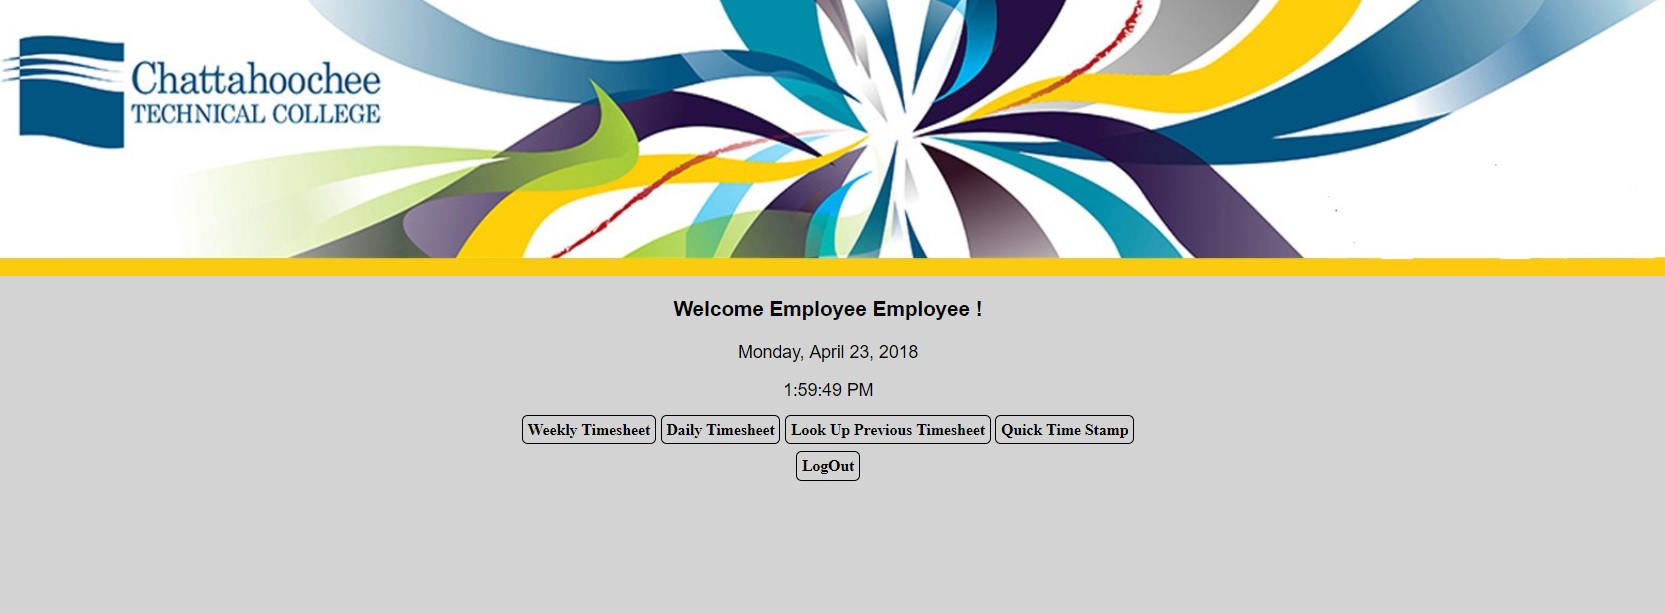 Chattahoochee
TECHNICAL COLLEGE
Welcome Employee Employee !
Monday, April 23, 2018
1:59:49 PM
Weekly Timesheet Daily Timesheet Look Up Previous Timesheet Quick Time Stamp
LogOut